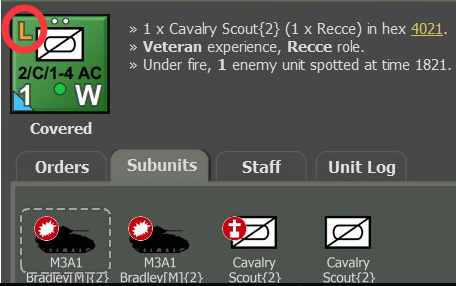 L
2/C/1-4 AC
1 W
Covered
» 1 x Cavalry Scout{2} (1 x Recce) in hex 4021.
» Veteran experience, Recce role.
» Under fire, 1 enemy unit spotted at time 1821.
Orders Subunits Staff Unit Log
M3A1 M3A1 Cavalry Cavalry
Bradley[M]{2} Bradley[M]{2} Scout{2} Scout{2}